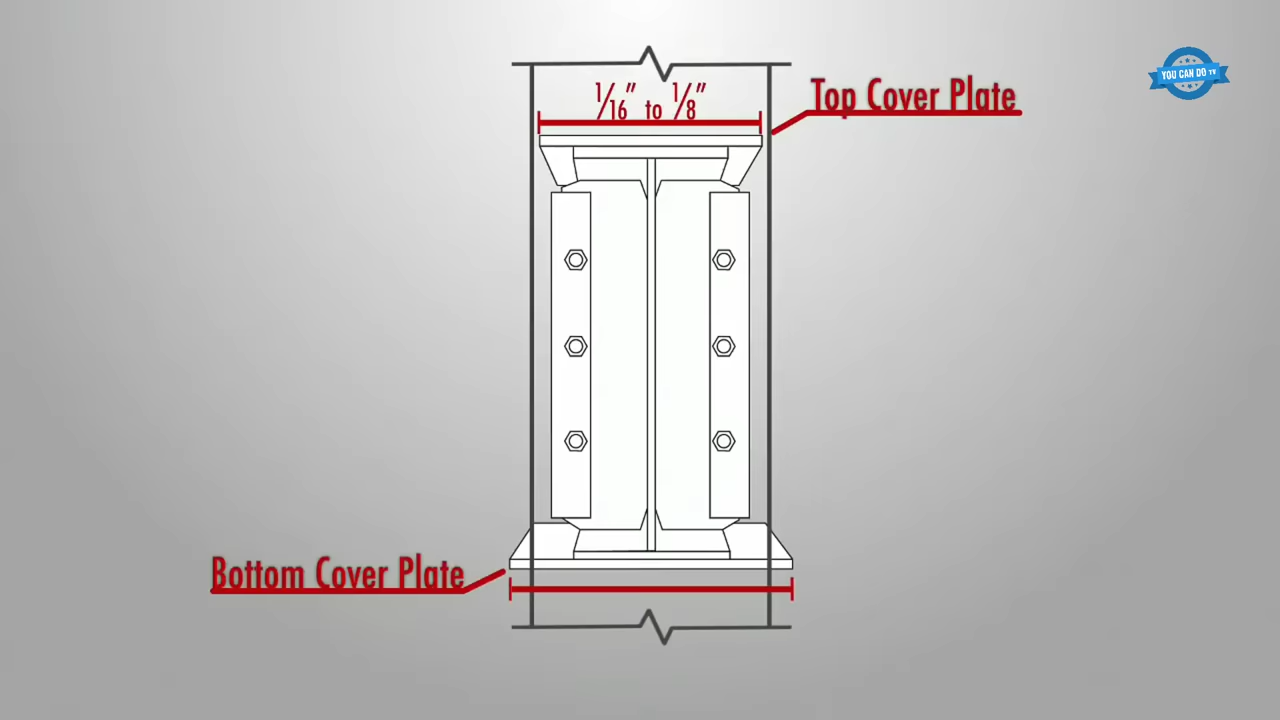 YOU CAN DO TV
Top Cover Plate
1/16” to 1/8”
Bottom Cover Plate